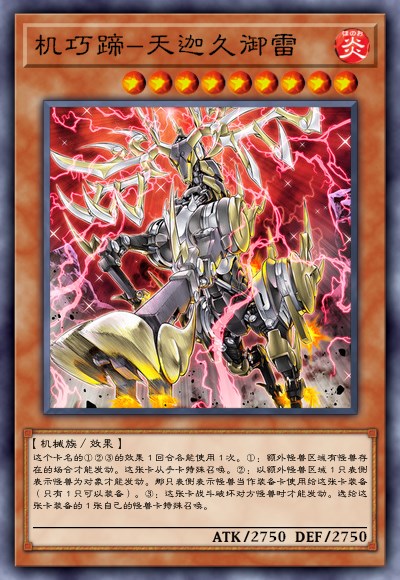 机巧蹄-天迦久御雷
ほのお
炎
【机械族/效果】
这个卡名的①②③的效果1回合各能使用1次。①:额外怪兽区域有怪兽存
在的场合才能发动。这张卡从手卡特殊召唤。②:以额外怪兽区域1只表侧
表示怪兽为对象才能发动。那只表侧表示怪兽当作装备卡使用给这张卡装备
(只有1只可以装备)。③:这张卡战斗破坏对方怪兽时才能发动。选给这
张卡装备的1张自己的怪兽卡特殊召唤。
ATK/2750 DEF/2750